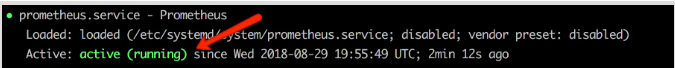 ● prometheus.service - Prometheus
Loaded: loaded (/etc/systemd/system/prometheus.service; disabled; vendor preset: disabled)
Active: active (running) since Wed 2018-08-29 19:55:49 UTC; 2min 12s ago